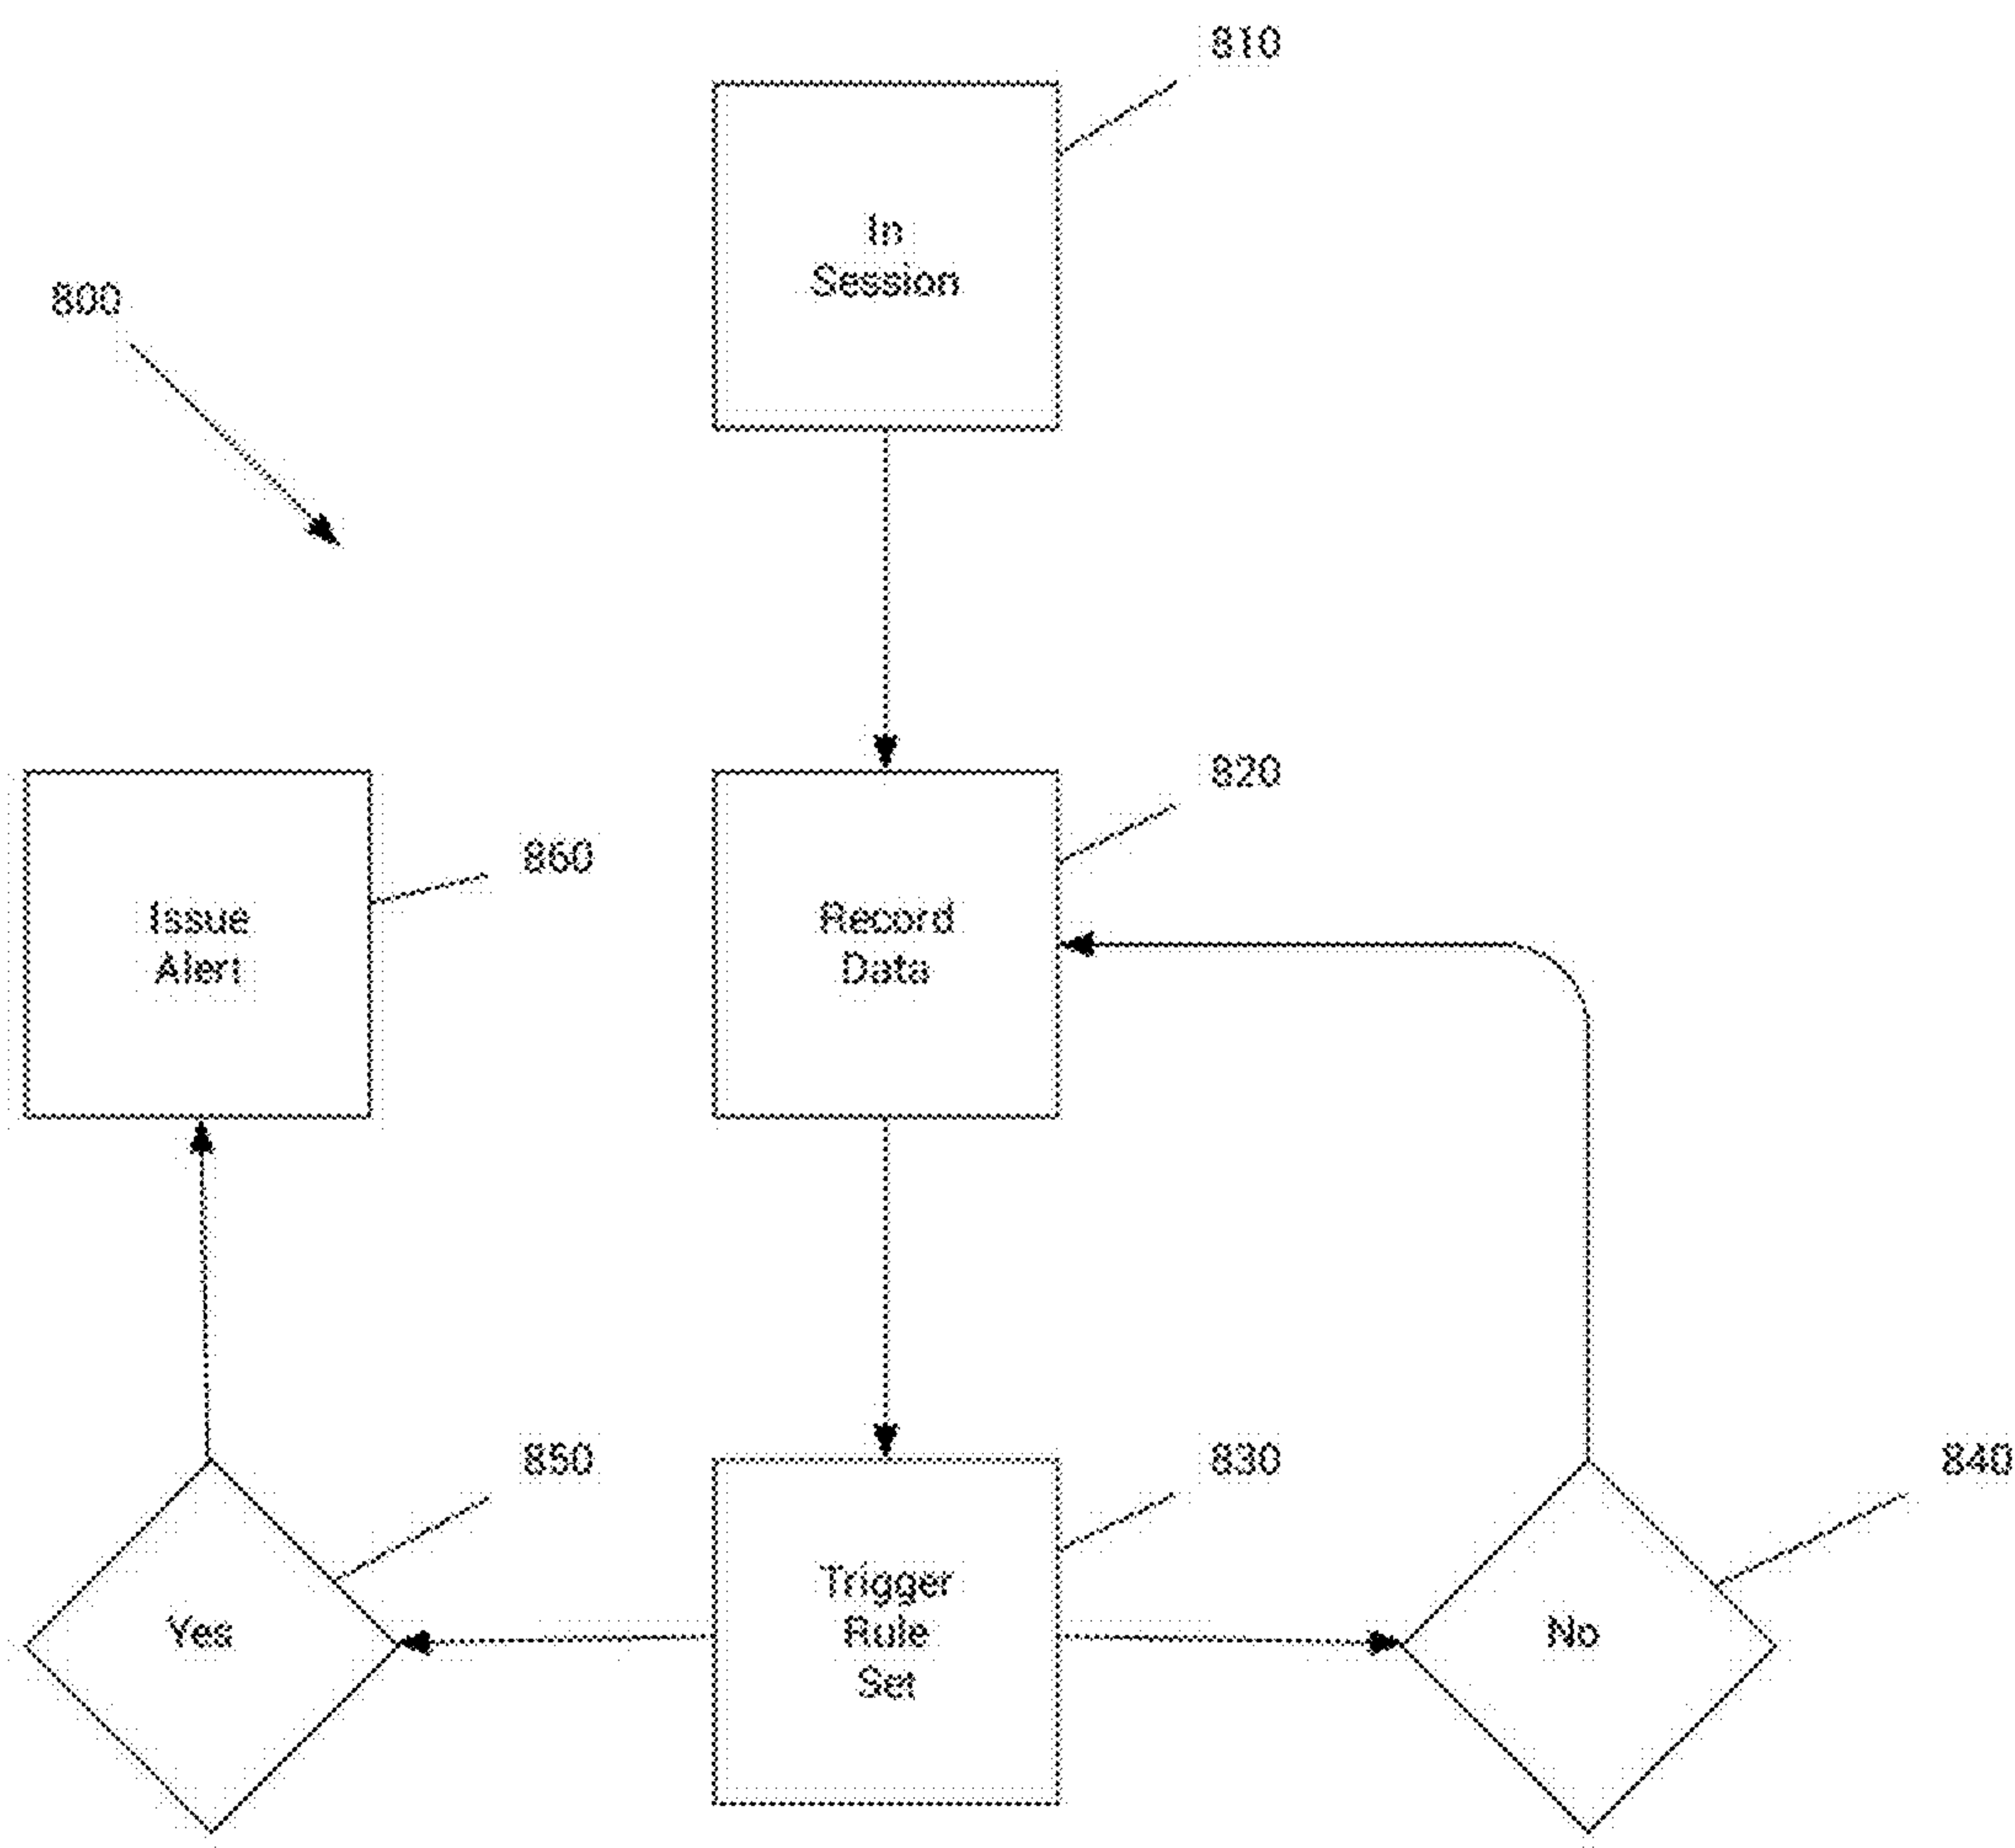 810
In
Session
800
820
860
Issue
Alert
Record
Data
850
830
840
Yes
Trigger
Rule
Set
No